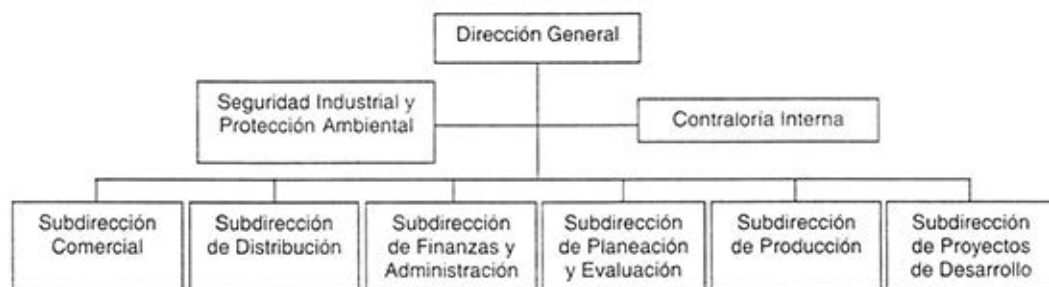 Dirección General
Seguridad Industrial y
Protección Ambiental
Contraloría Interna
Subdirección
Comercial
Subdirección
de Distribución
Subdirección
de Finanzas y
Administración
Subdirección
de Planeación
y Evaluación
Subdirección
de Producción
Subdirección
de Proyectos
de Desarrollo